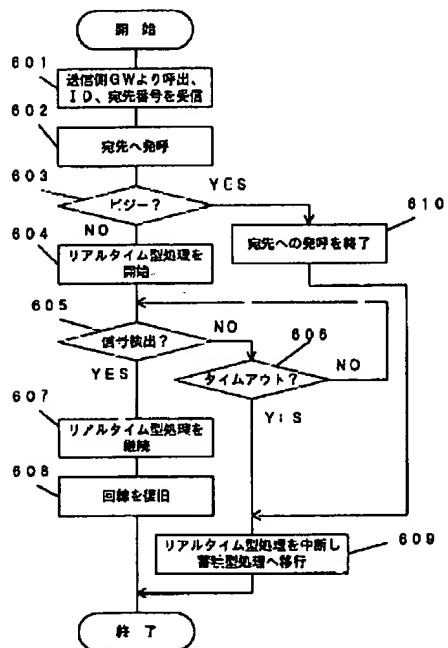 開 始
601
送信側GWより呼出、
ID、宛先番号を受信
602
宛先へ発呼
603
ビジー?
YES
610
NO
604
宛先への発呼を終了
リアルタイム型処理を
開始
605
信号検出?
NO
606
YES
タイムアウト?
NO
607
YES
リアルタイム型処理を
継続
608
回線を復旧
リアルタイム型処理を中断し
蓄積型処理へ移行
609
終 了